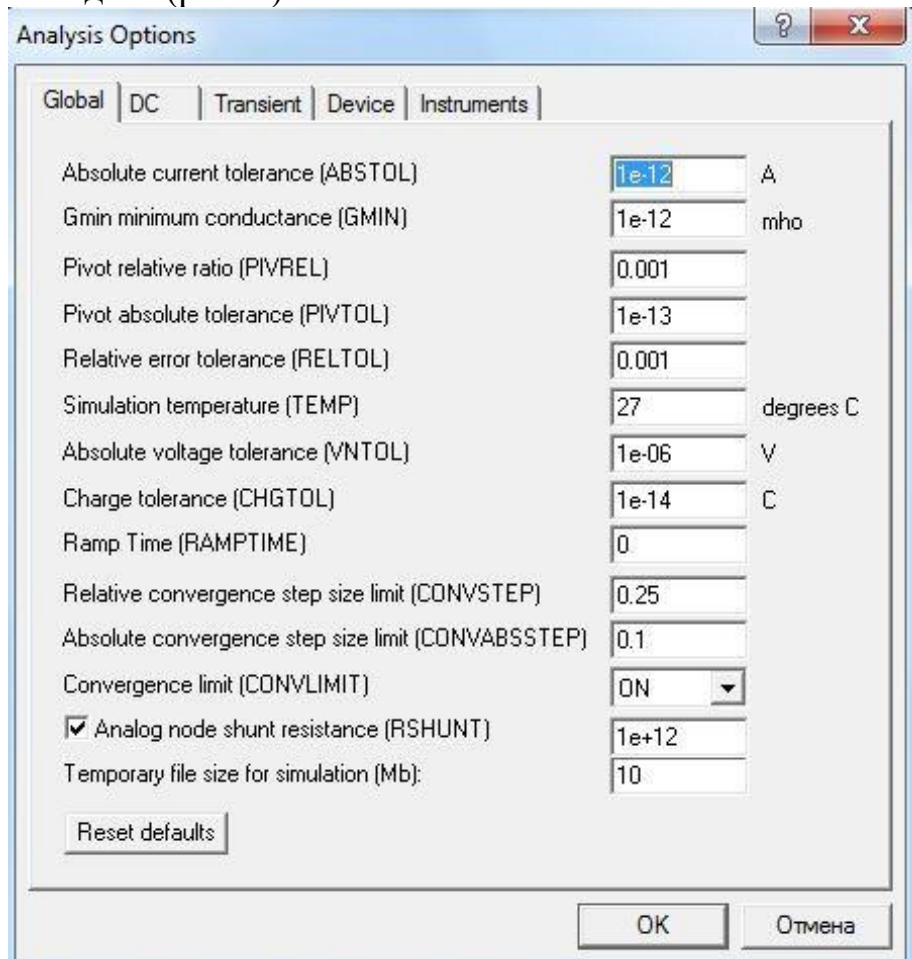 Analysis Options
Global DC Transient Device Instruments
Absolute current tolerance (ABSTOL) 1e-12 A
Gmin minimum conductance (GMIN) 1e-12 mho
Pivot relative ratio (PIVREL) 0.001
Pivot absolute tolerance (PIVTOL) 1e-13
Relative error tolerance (RELTOL) 0.001
Simulation temperature (TEMP) 27 degrees C
Absolute voltage tolerance (VNTOL) 1e-06 V
Charge tolerance (CHGTOL) 1e-14 C
Ramp Time (RAMPTIME) 0
Relative convergence step size limit (CONVSTEP) 0.25
Absolute convergence step size limit (CONVABSSTEP) 0.1
Convergence limit (CONVLIMIT) ON
Analog node shunt resistance (RSHUNT) 1e+12
Temporary file size for simulation (Mb): 10
Reset defaults
OK Отмена